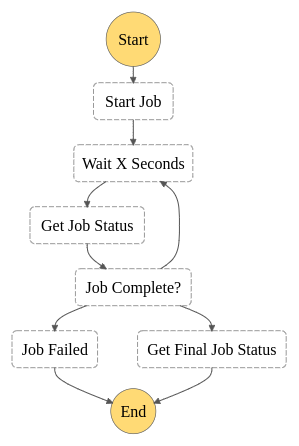 Start
Start Job
Wait X Seconds
Get Job Status
Job Complete?
Job Failed
Get Final Job Status
End